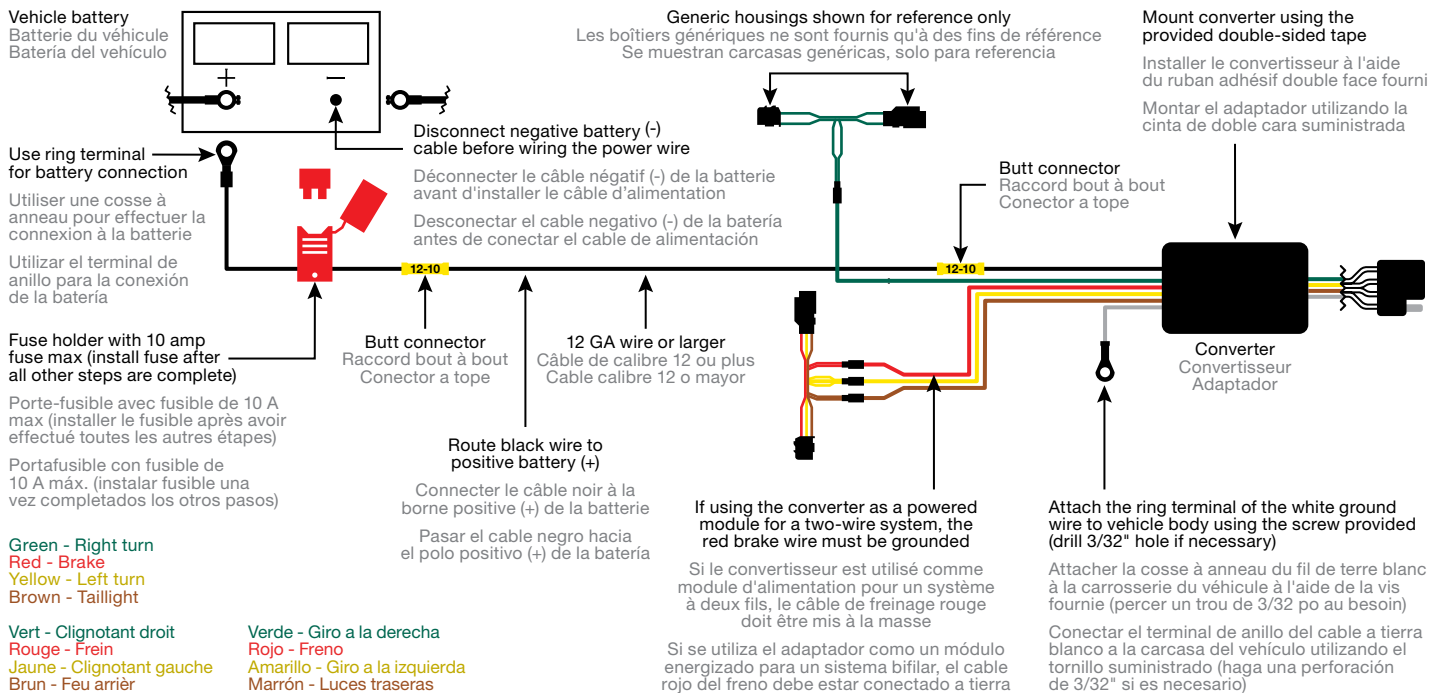 Vehicle battery
Batterie du véhicule
Batería del vehículo
+
−
Use ring terminal
for battery connection
Utiliser une cosse à
anneau pour effectuer la
connexion à la batterie
Utilizar el terminal de
anillo para la conexión
de la batería
Disconnect negative battery (-)
cable before wiring the power wire
Déconnecter le câble négatif (-) de la batterie
avant d'installer le câble d'alimentation
Desconectar el cable negativo (-) de la batería
antes de conectar el cable de alimentación
Generic housings shown for reference only
Les boîtiers génériques ne sont fournis qu'à des fins de référence
Se muestran carcasas genéricas, solo para referencia
Mount converter using the
provided double-sided tape
Installer le convertisseur à l'aide
du ruban adhésif double face fourni
Montar el adaptador utilizando la
cinta de doble cara suministrada
Butt connector
Raccord bout à bout
Conector a tope
12-10
12-10
Fuse holder with 10 amp
fuse max (install fuse after
all other steps are complete)
Porte-fusible avec fusible de 10 A
max (installer le fusible après avoir
effectué toutes les autres étapes)
Portafusible con fusible de
10 A máx. (instalar fusible una
vez completados los otros pasos)
Butt connector
Raccord bout à bout
Conector a tope
12 GA wire or larger
Câble de calibre 12 ou plus
Cable calibre 12 o mayor
Route black wire to
positive battery (+)
Connecter le câble noir à la
borne positive (+) de la batterie
Pasar el cable negro hacia
el polo positivo (+) de la batería
Converter
Convertisseur
Adaptador
If using the converter as a powered
module for a two-wire system, the
red brake wire must be grounded
Si le convertisseur est utilisé comme
module d'alimentation pour un système
à deux fils, le câble de freinage rouge
doit être mis à la masse
Si se utiliza el adaptador como un módulo
energizado para un sistema bifilar, el cable
rojo del freno debe estar conectado a tierra
Attach the ring terminal of the white ground
wire to vehicle body using the screw provided
(drill 3/32" hole if necessary)
Attacher la cosse à anneau du fil de terre blanc
à la carrosserie du véhicule à l'aide de la vis
fournie (percer un trou de 3/32 po au besoin)
Conectar el terminal de anillo del cable a tierra
blanco a la carcasa del vehículo utilizando el
tornillo suministrado (haga una perforación
de 3/32" si es necesario)
Green - Right turn
Red - Brake
Yellow - Left turn
Brown - Taillight
Vert - Clignotant droit
Rouge - Frein
Jaune - Clignotant gauche
Brun - Feu arrièr
Verde - Giro a la derecha
Rojo - Freno
Amarillo - Giro a la izquierda
Marrón - Luces traseras